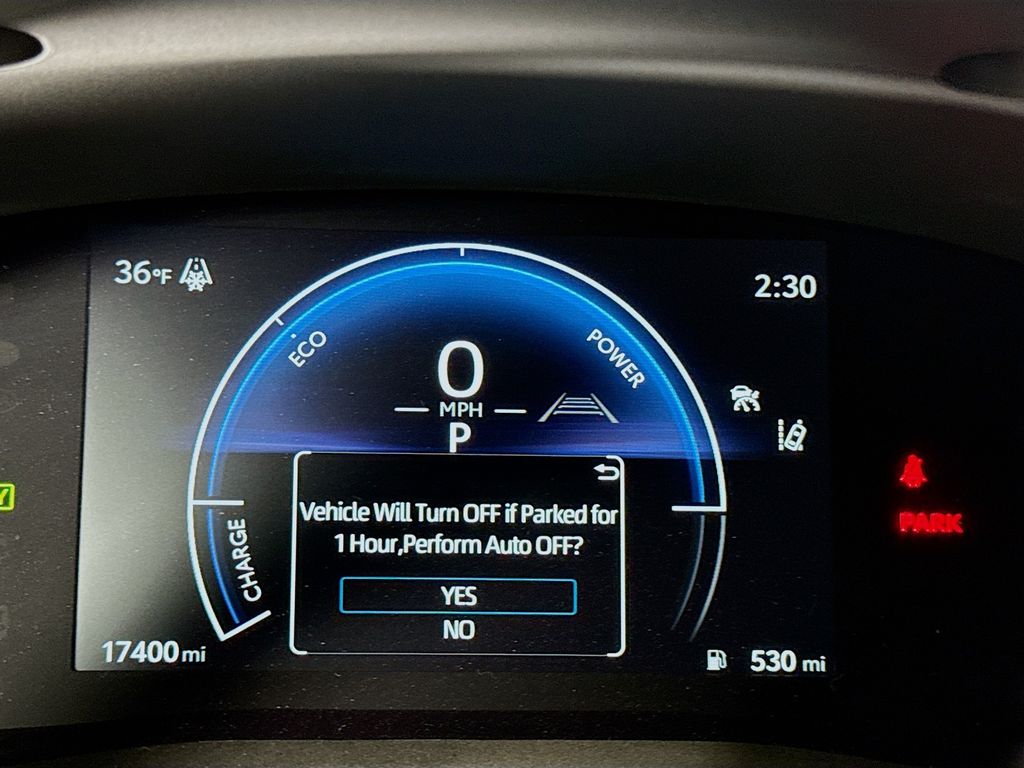 36°F
2:30
ECO
POWER
0
MPH
P
Vehicle Will Turn OFF if Parked for
1 Hour,Perform Auto OFF?
YES
NO
CHARGE
PARK
17400 mi
530 mi